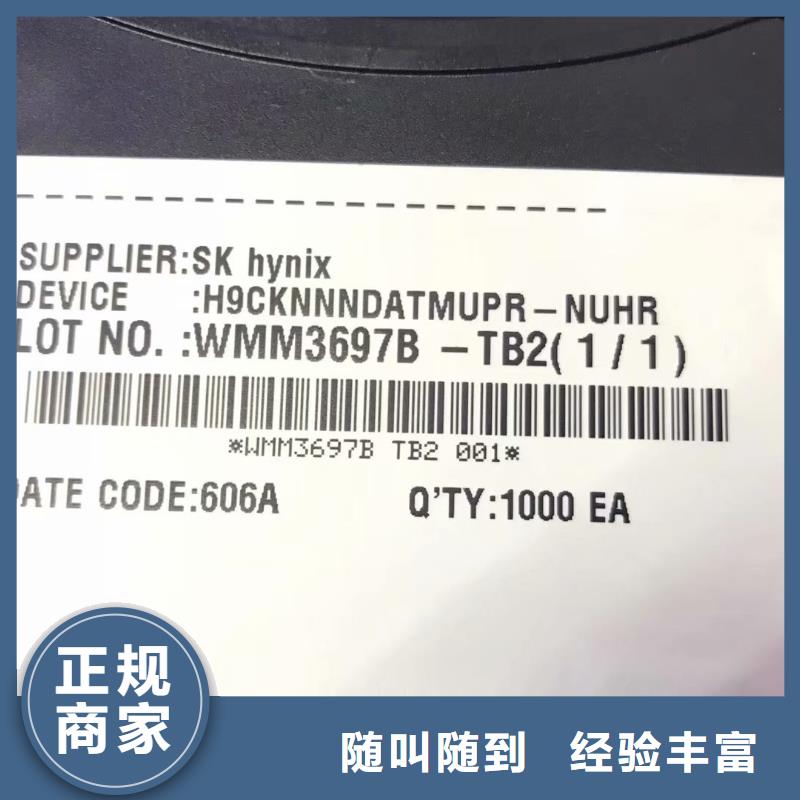 SUPPLIER:SK hynix
DEVICE :H9CKNNNDATMUPR-NUHR
LOT NO. :WMM3697B -TB2(1/1)
*WMM3697B TB2 001*
DATE CODE:606A Q'TY:1000 EA
正规
商家
随叫随到 经验丰富